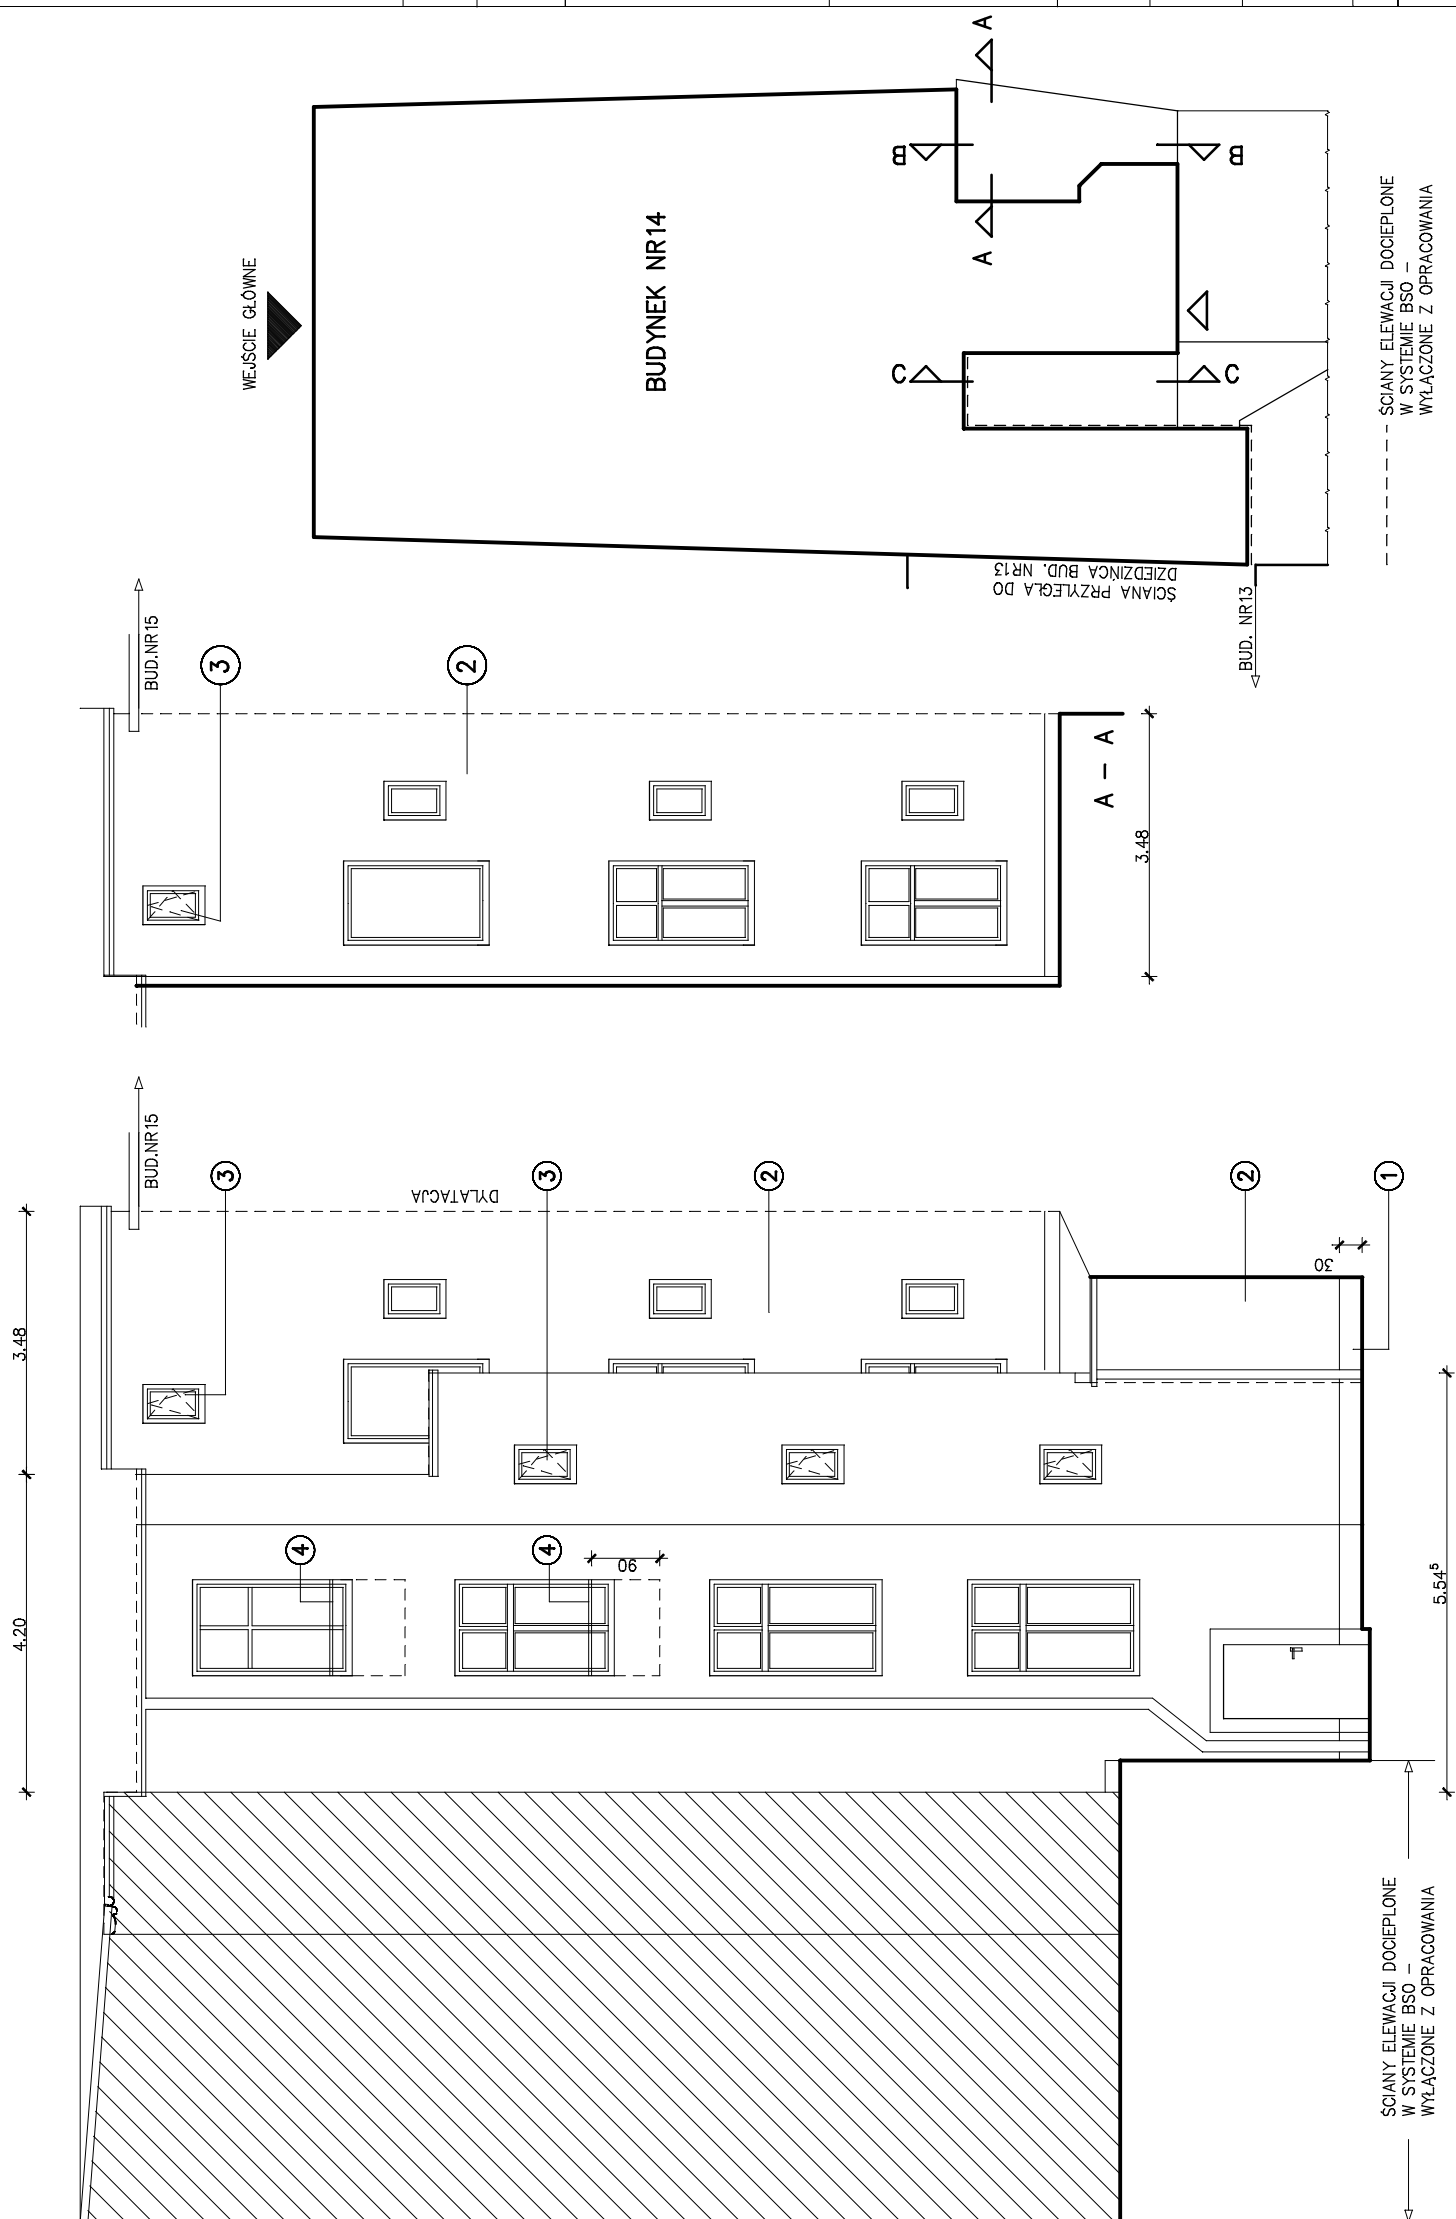 A
B
B
A
WEJŚCIE GŁÓWNE
BUDYNEK NR14
C
C
ŚCIANA PRZYLEGŁA DO
DZIEDZIŃCA BUD. NR13
BUD. NR13
ŚCIANY ELEWACJI DOCIEPLONE
W SYSTEMIE BSO –
WYŁĄCZONE Z OPRACOWANIA
BUD.NR15
3
2
A – A
3.48
BUD.NR15
3
DYLATACJA
3
2
2
1
30
3.48
4
4
90
4.20
5.54⁵
ŚCIANY ELEWACJI DOCIEPLONE
W SYSTEMIE BSO –
WYŁĄCZONE Z OPRACOWANIA